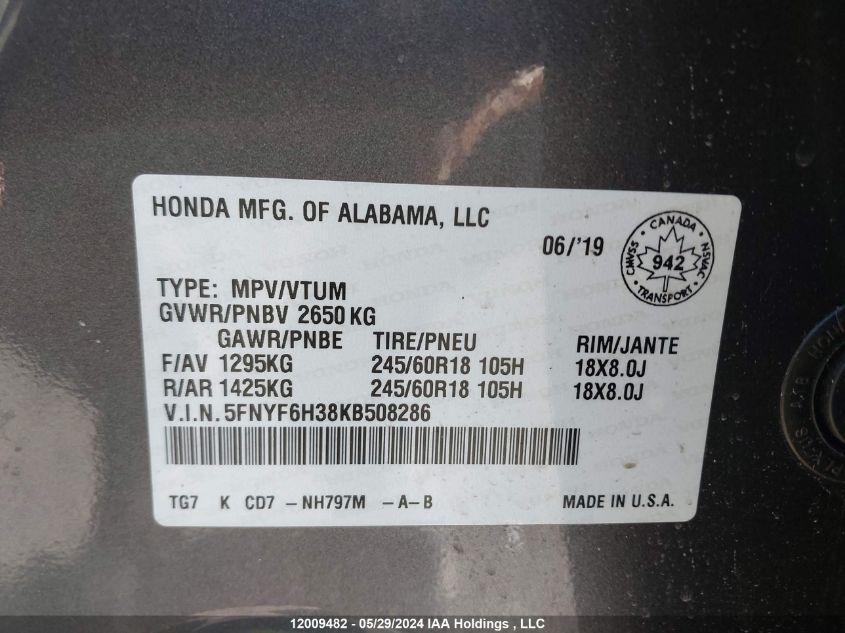 HONDA MFG. OF ALABAMA, LLC
06/'19
CANADA
CMVSS
942
NSVAC
TRANSPORT
TYPE: MPV/VTUM
GVWR/PNBV 2650 KG
GAWR/PNBE TIRE/PNEU RIM/JANTE
F/AV 1295KG 245/60R18 105H 18X8.0J
R/AR 1425KG 245/60R18 105H 18X8.0J
V.I.N. 5FNYF6H38KB508286
TG7 K CD7 - NH797M - A - B MADE IN U.S.A.
12009482 - 05/29/2024 IAA Holdings , LLC